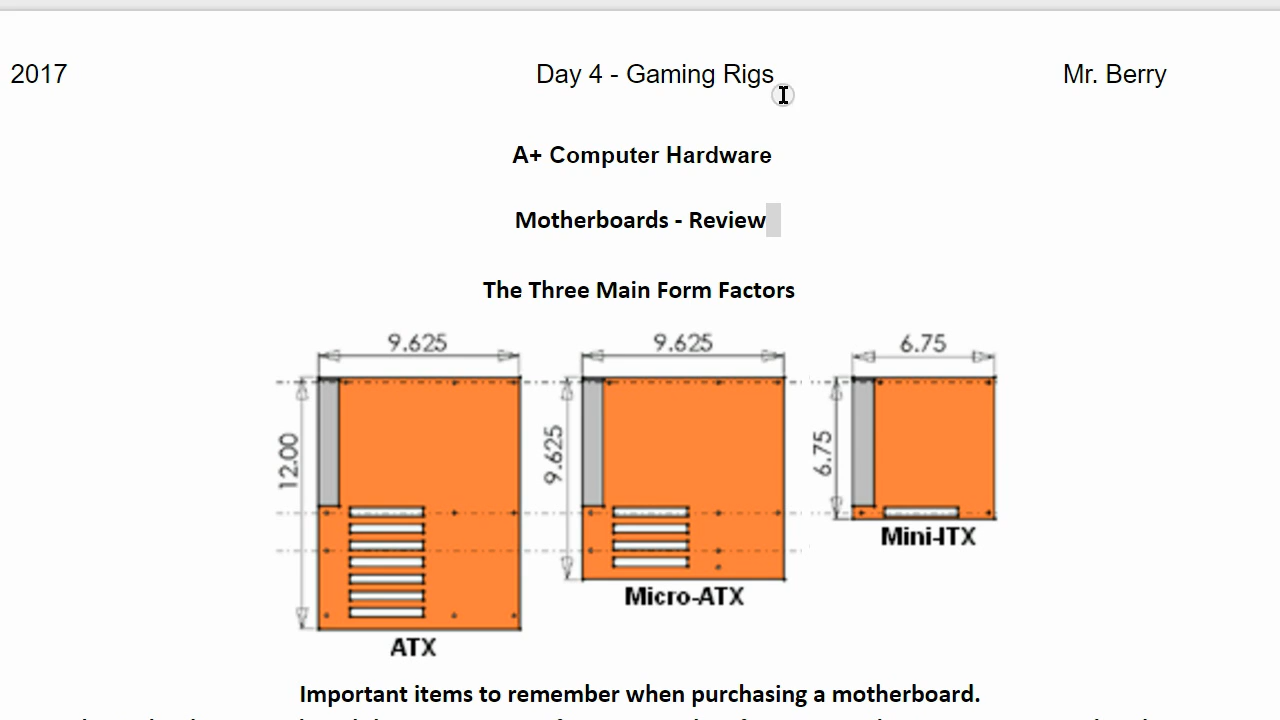 2017 Day 4 - Gaming Rigs Mr. Berry
A+ Computer Hardware
Motherboards - Review
The Three Main Form Factors
9.625 9.625 6.75
12.00 9.625 6.75
Mini-ITX
Micro-ATX
ATX
Important items to remember when purchasing a motherboard.